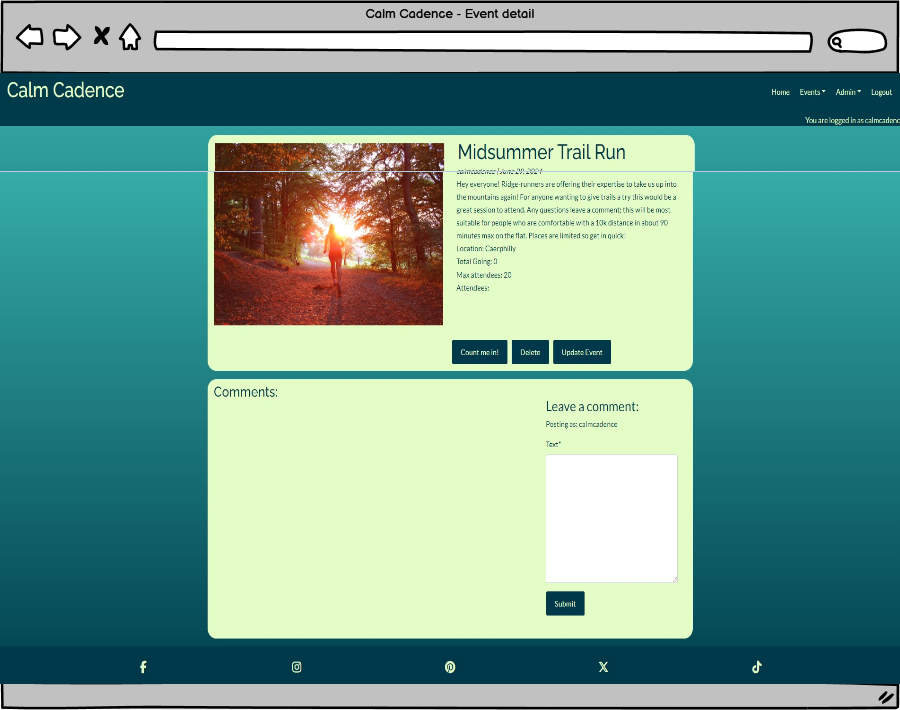 Calm Cadence - Event detail
Calm Cadence
Home Events Admin Logout
You are logged in as calmcadenc
Midsummer Trail Run
calmcadence | June 29, 2024
Hey everyone! Ridge-runners are offering their expertise to take us up into
the mountains again! For anyone wanting to give trails a try this would be a
great session to attend. Any questions leave a comment; this will be most
suitable for people who are comfortable with a 10k distance in about 90
minutes max on the flat. Places are limited so get in quick!
Location: Caerphilly
Total Going: 0
Max attendees: 20
Attendees:
Count me in! Delete Update Event
Comments:
Leave a comment:
Posting as: calmcadence
Text*
Submit